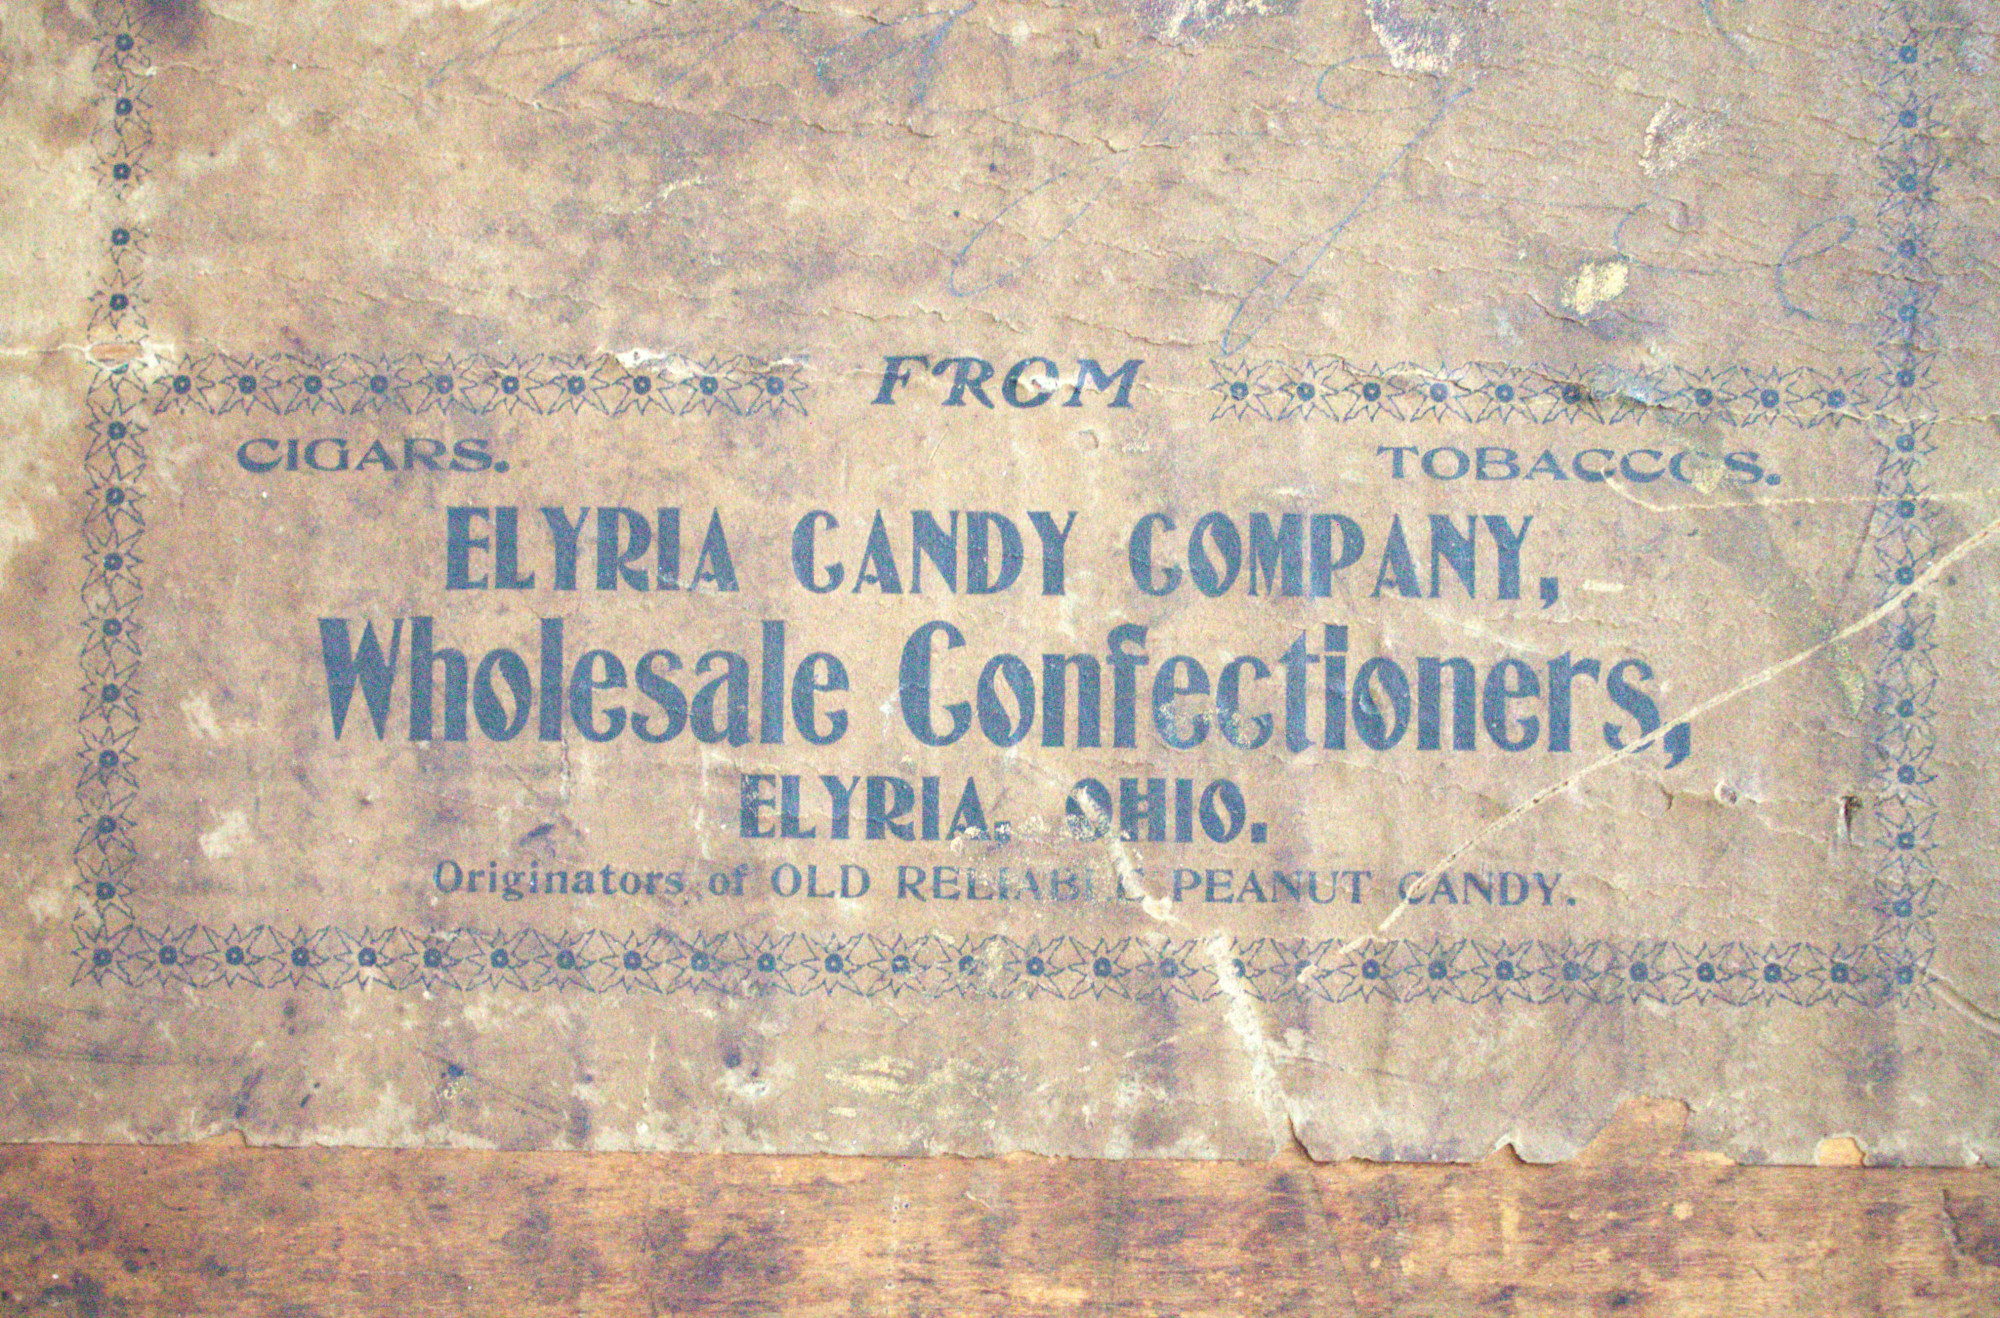 FROM
CIGARS. TOBACCOS.
ELYRIA CANDY COMPANY,
Wholesale Confectioners,
ELYRIA, OHIO.
Originators of OLD RELIABLE PEANUT CANDY.